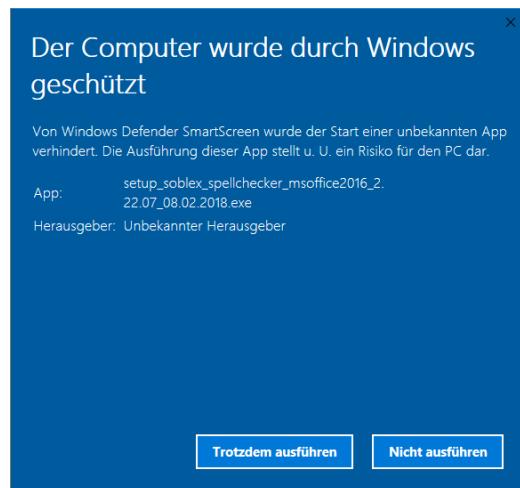 Der Computer wurde durch Windows
geschützt
Von Windows Defender SmartScreen wurde der Start einer unbekannten App
verhindert. Die Ausführung dieser App stellt u. U. ein Risiko für den PC dar.
App: setup_soblex_spellchecker_msoffice2016_2.
22.07_08.02.2018.exe
Herausgeber: Unbekannter Herausgeber
Trotzdem ausführen Nicht ausführen